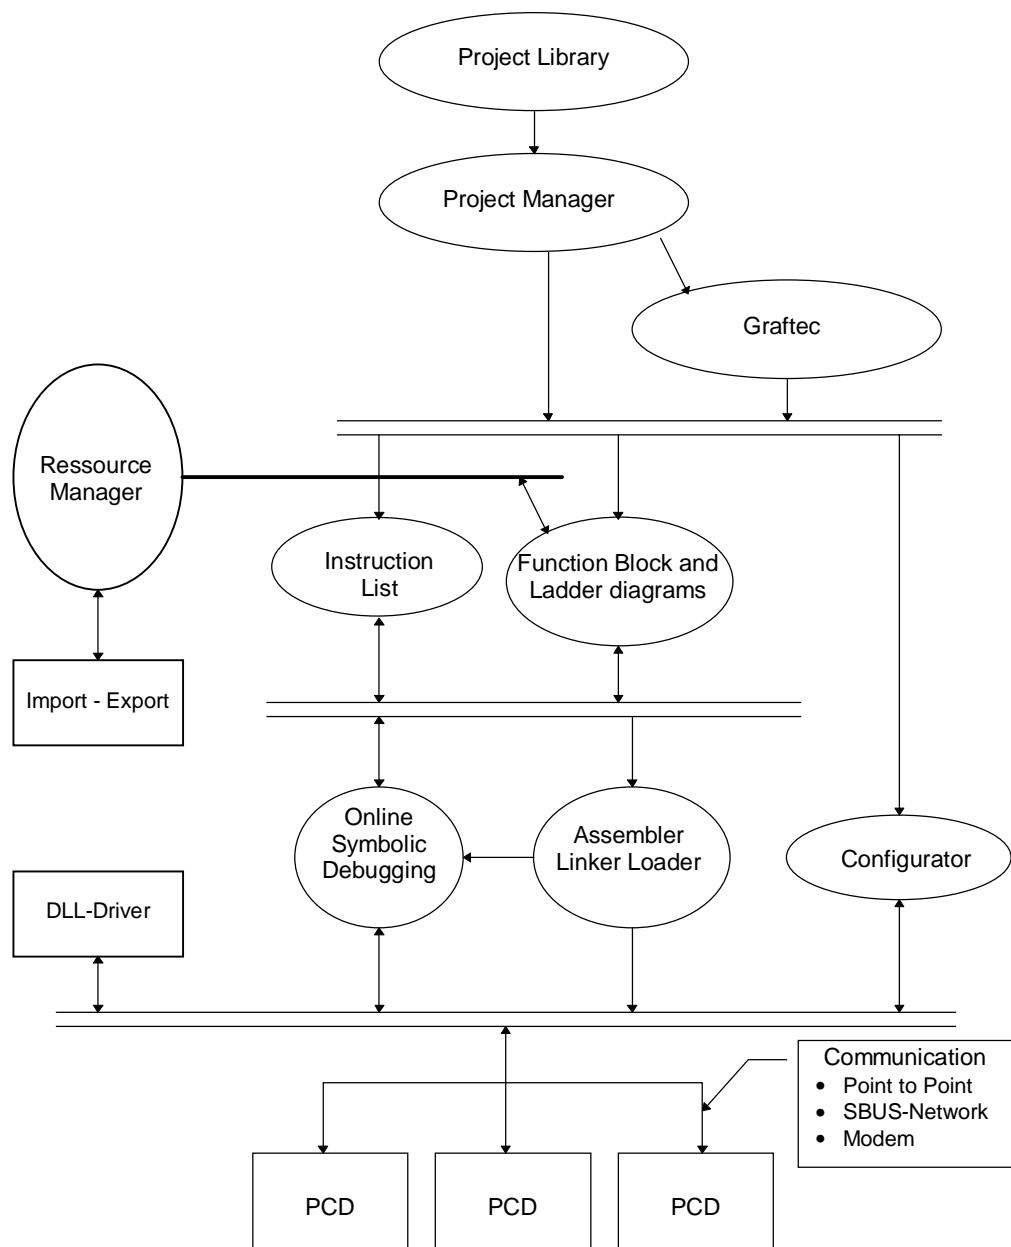 Project Library
Project Manager
Graftec
Ressource
Manager
Instruction
List
Function Block and
Ladder diagrams
Import - Export
Online
Symbolic
Debugging
Assembler
Linker Loader
Configurator
DLL-Driver
Communication
• Point to Point
• SBUS-Network
• Modem
PCD
PCD
PCD